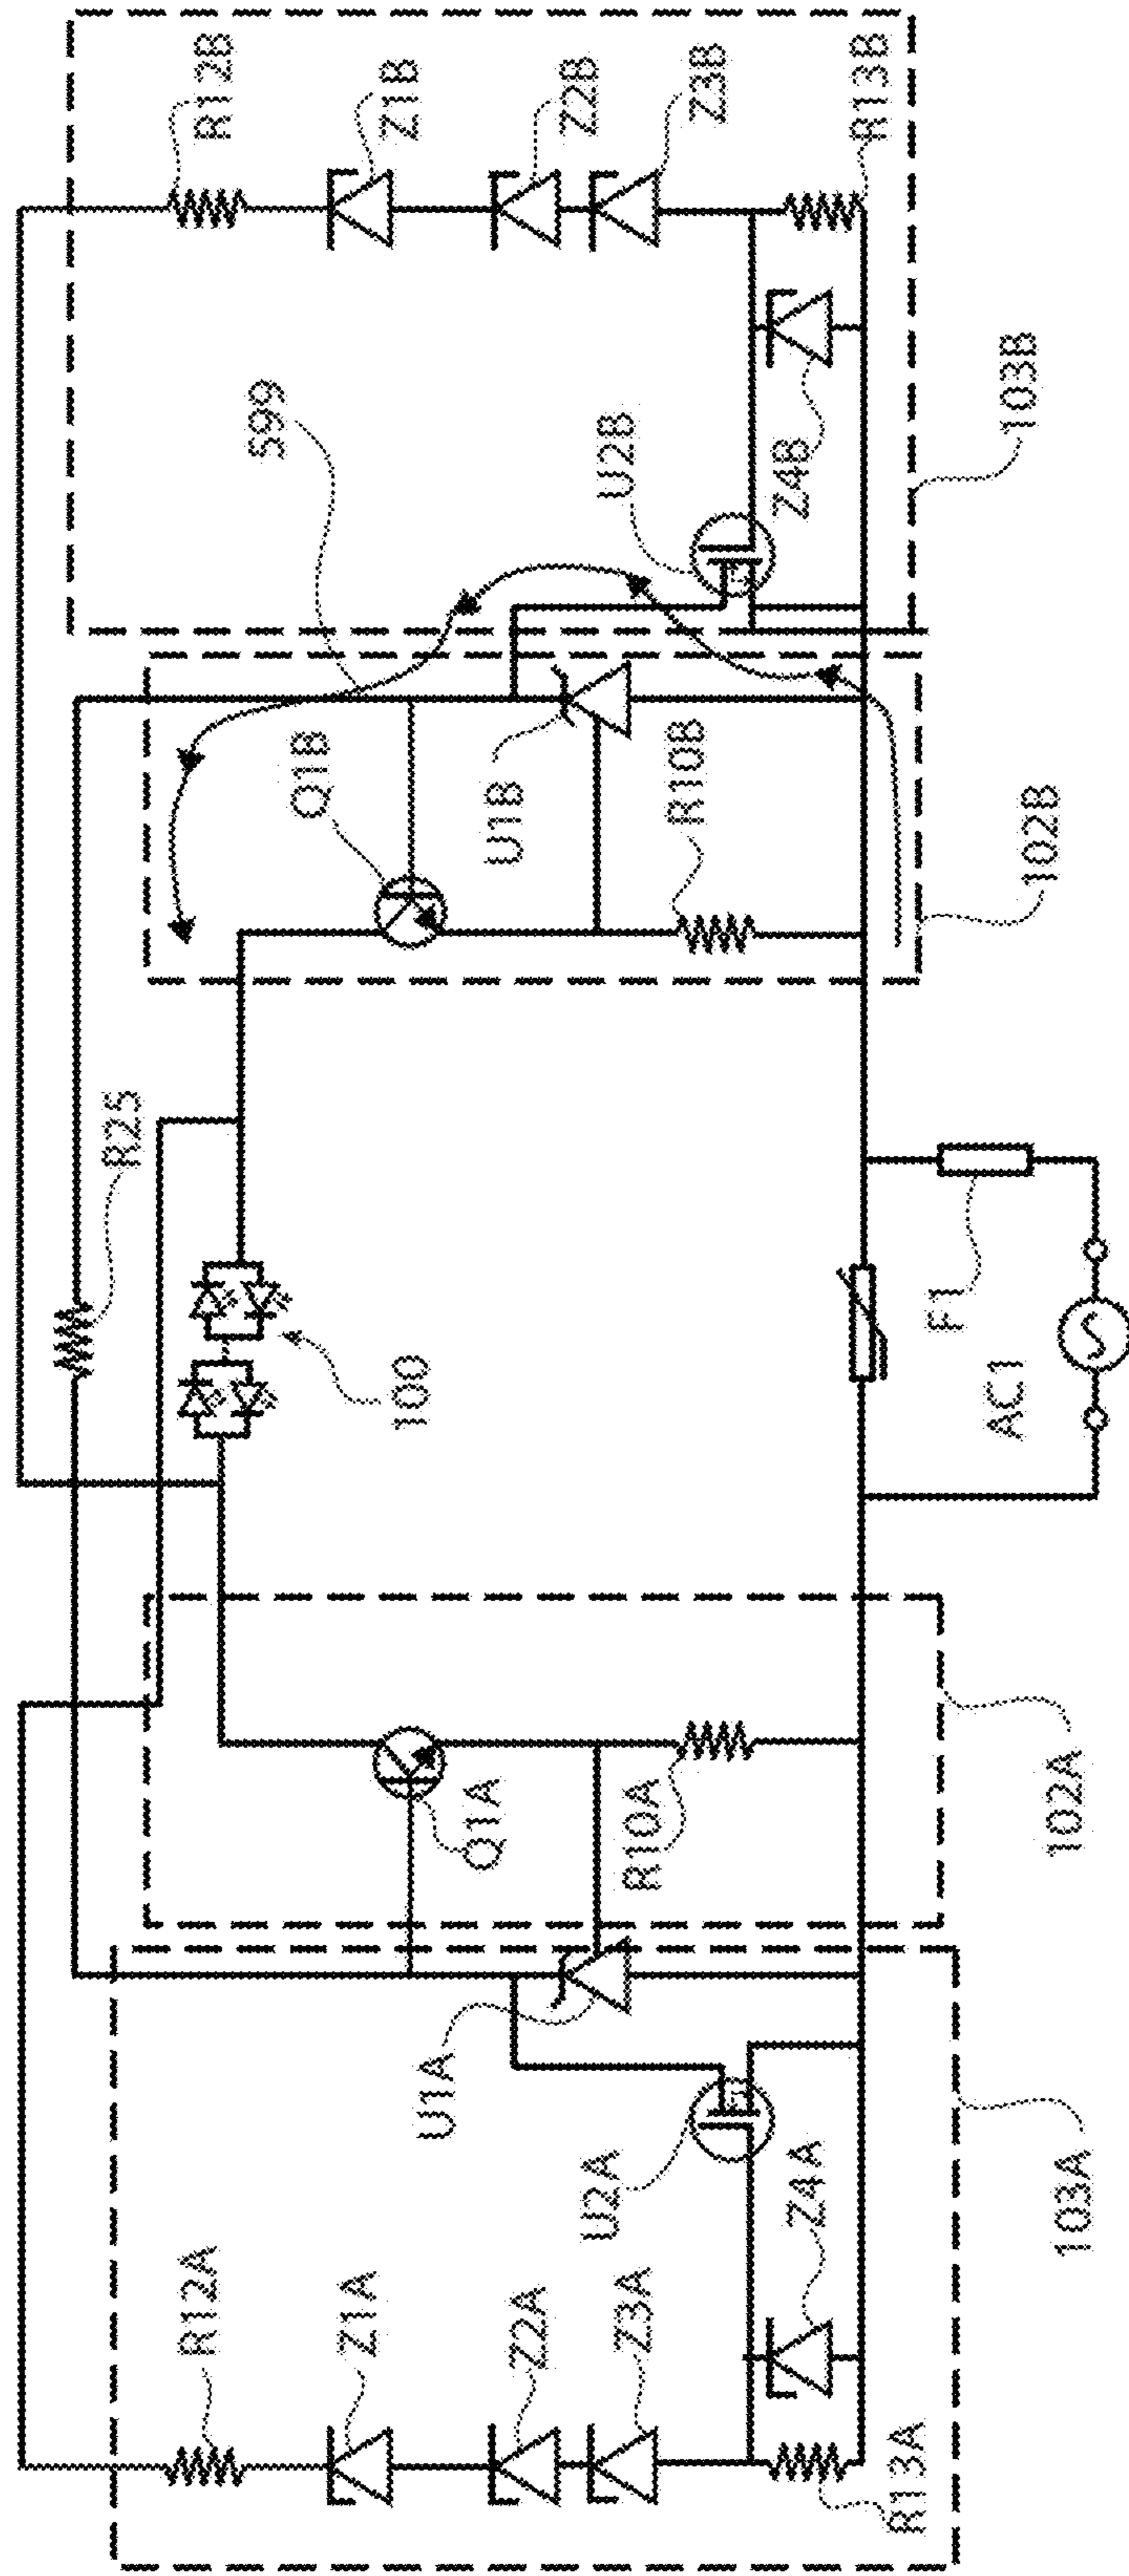 R12B
Z1B
Z2B
Z3B
R13B
S99
U2B
Z4B
103B
Q1B
U1B
R10B
102B
R25
100
F1
AC1
Q1A
R10A
102A
U1A
U2A
Z4A
103A
R12A
Z1A
Z2A
Z3A
R13A